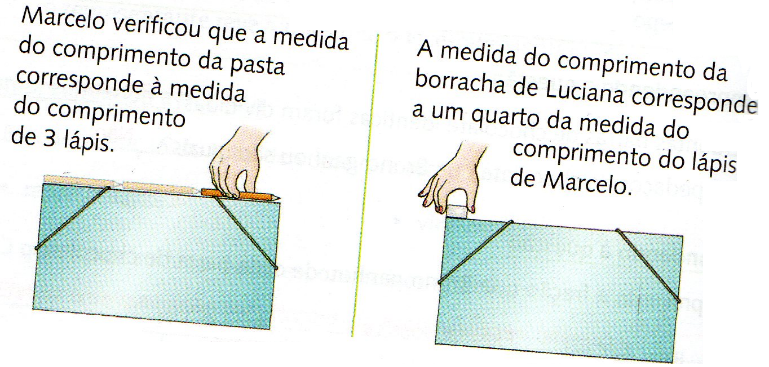 Marcelo verificou que a medida
do comprimento da pasta
corresponde à medida
do comprimento
de 3 lápis.
A medida do comprimento da
borracha de Luciana corresponde
a um quarto da medida do
comprimento do lápis
de Marcelo.